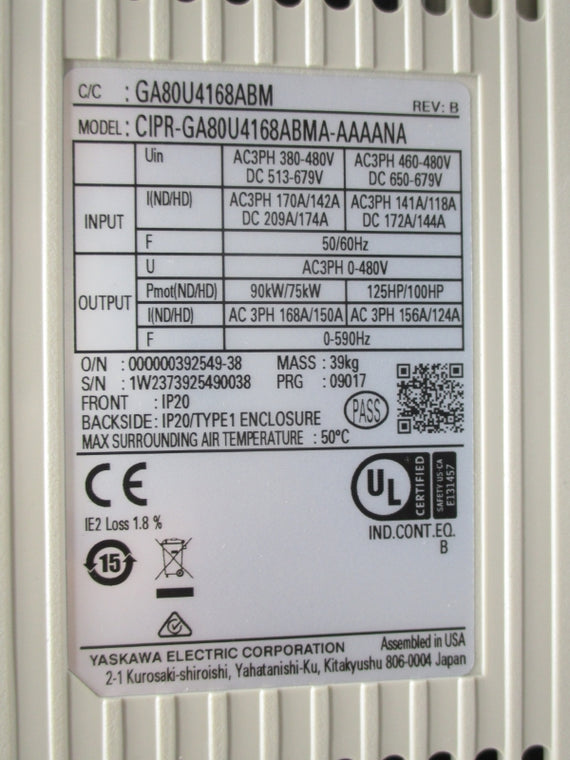 C/C : GA80U4168ABM
REV: B
MODEL: CIPR-GA80U4168ABMA-AAAANA
Uin AC3PH 380-480V AC3PH 460-480V
DC 513-679V DC 650-679V
INPUT I(ND/HD) AC3PH 170A/142A AC3PH 141A/118A
DC 209A/174A DC 172A/144A
F 50/60Hz
U AC3PH 0-480V
OUTPUT Pmot(ND/HD) 90kW/75kW 125HP/100HP
I(ND/HD) AC 3PH 168A/150A AC 3PH 156A/124A
F 0-590Hz
O/N : 000000392549-38 MASS : 39kg
S/N : 1W2373925490038 PRG : 09017
FRONT : IP20
BACKSIDE : IP20/TYPE1 ENCLOSURE
PASS
MAX SURROUNDING AIR TEMPERATURE : 50°C
CE
UL CERTIFIED
SAFETY US-CA
E131457
IE2 Loss 1.8 %
IND.CONT.EQ.
B
15
YASKAWA ELECTRIC CORPORATION Assembled in USA
2-1 Kurosaki-shiroishi, Yahatanishi-Ku, Kitakyushu 806-0004 Japan